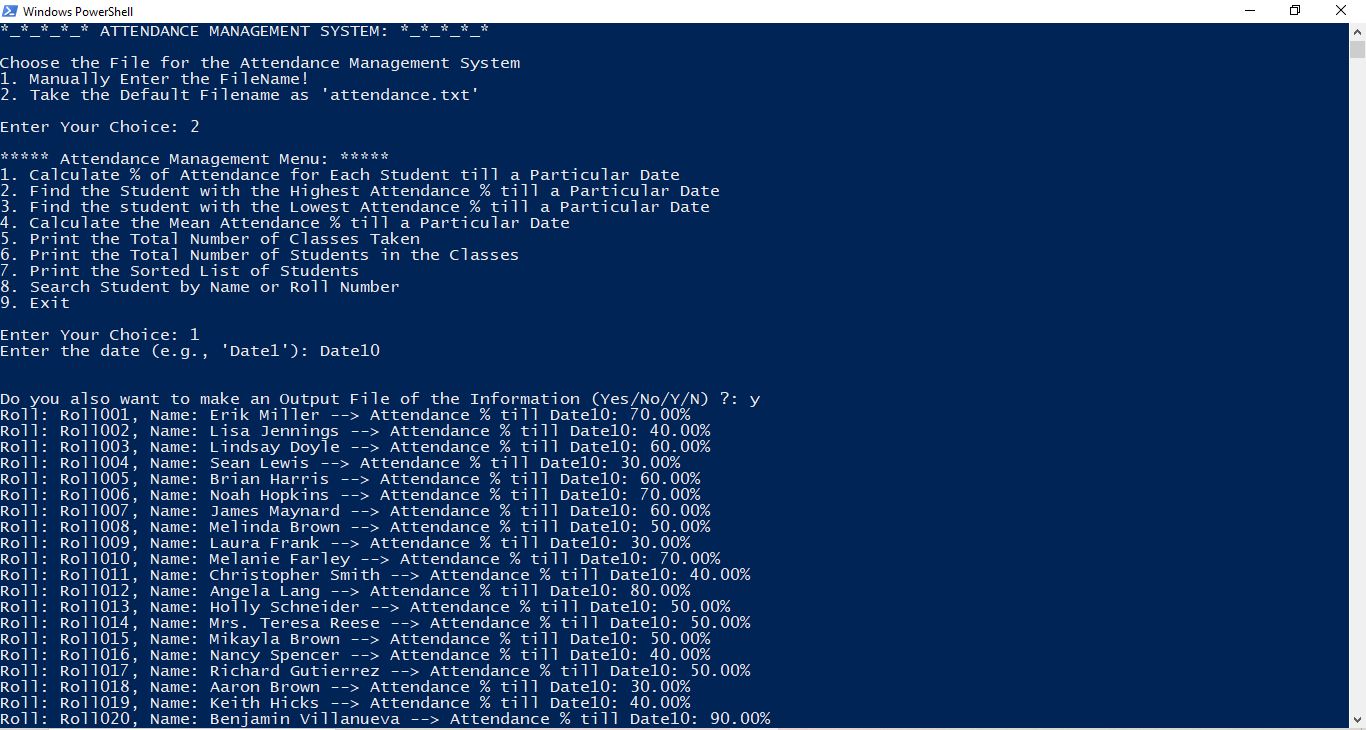 Windows PowerShell
*_*_*_*_* ATTENDANCE MANAGEMENT SYSTEM: *_*_*_*_*
Choose the File for the Attendance Management System
1. Manually Enter the FileName!
2. Take the Default Filename as 'attendance.txt'
Enter Your Choice: 2
***** Attendance Management Menu: *****
1. Calculate % of Attendance for Each Student till a Particular Date
2. Find the Student with the Highest Attendance % till a Particular Date
3. Find the student with the Lowest Attendance % till a Particular Date
4. Calculate the Mean Attendance % till a Particular Date
5. Print the Total Number of Classes Taken
6. Print the Total Number of Students in the Classes
7. Print the Sorted List of Students
8. Search Student by Name or Roll Number
9. Exit
Enter Your Choice: 1
Enter the date (e.g., 'Date1'): Date10
Do you also want to make an Output File of the Information (Yes/No/Y/N) ?: y
Roll: Roll001, Name: Erik Miller --> Attendance % till Date10: 70.00%
Roll: Roll002, Name: Lisa Jennings --> Attendance % till Date10: 40.00%
Roll: Roll003, Name: Lindsay Doyle --> Attendance % till Date10: 60.00%
Roll: Roll004, Name: Sean Lewis --> Attendance % till Date10: 30.00%
Roll: Roll005, Name: Brian Harris --> Attendance % till Date10: 60.00%
Roll: Roll006, Name: Noah Hopkins --> Attendance % till Date10: 70.00%
Roll: Roll007, Name: James Maynard --> Attendance % till Date10: 60.00%
Roll: Roll008, Name: Melinda Brown --> Attendance % till Date10: 50.00%
Roll: Roll009, Name: Laura Frank --> Attendance % till Date10: 30.00%
Roll: Roll010, Name: Melanie Farley --> Attendance % till Date10: 70.00%
Roll: Roll011, Name: Christopher Smith --> Attendance % till Date10: 40.00%
Roll: Roll012, Name: Angela Lang --> Attendance % till Date10: 80.00%
Roll: Roll013, Name: Holly Schneider --> Attendance % till Date10: 50.00%
Roll: Roll014, Name: Mrs. Teresa Reese --> Attendance % till Date10: 50.00%
Roll: Roll015, Name: Mikayla Brown --> Attendance % till Date10: 50.00%
Roll: Roll016, Name: Nancy Spencer --> Attendance % till Date10: 40.00%
Roll: Roll017, Name: Richard Gutierrez --> Attendance % till Date10: 50.00%
Roll: Roll018, Name: Aaron Brown --> Attendance % till Date10: 30.00%
Roll: Roll019, Name: Keith Hicks --> Attendance % till Date10: 40.00%
Roll: Roll020, Name: Benjamin Villanueva --> Attendance % till Date10: 90.00%